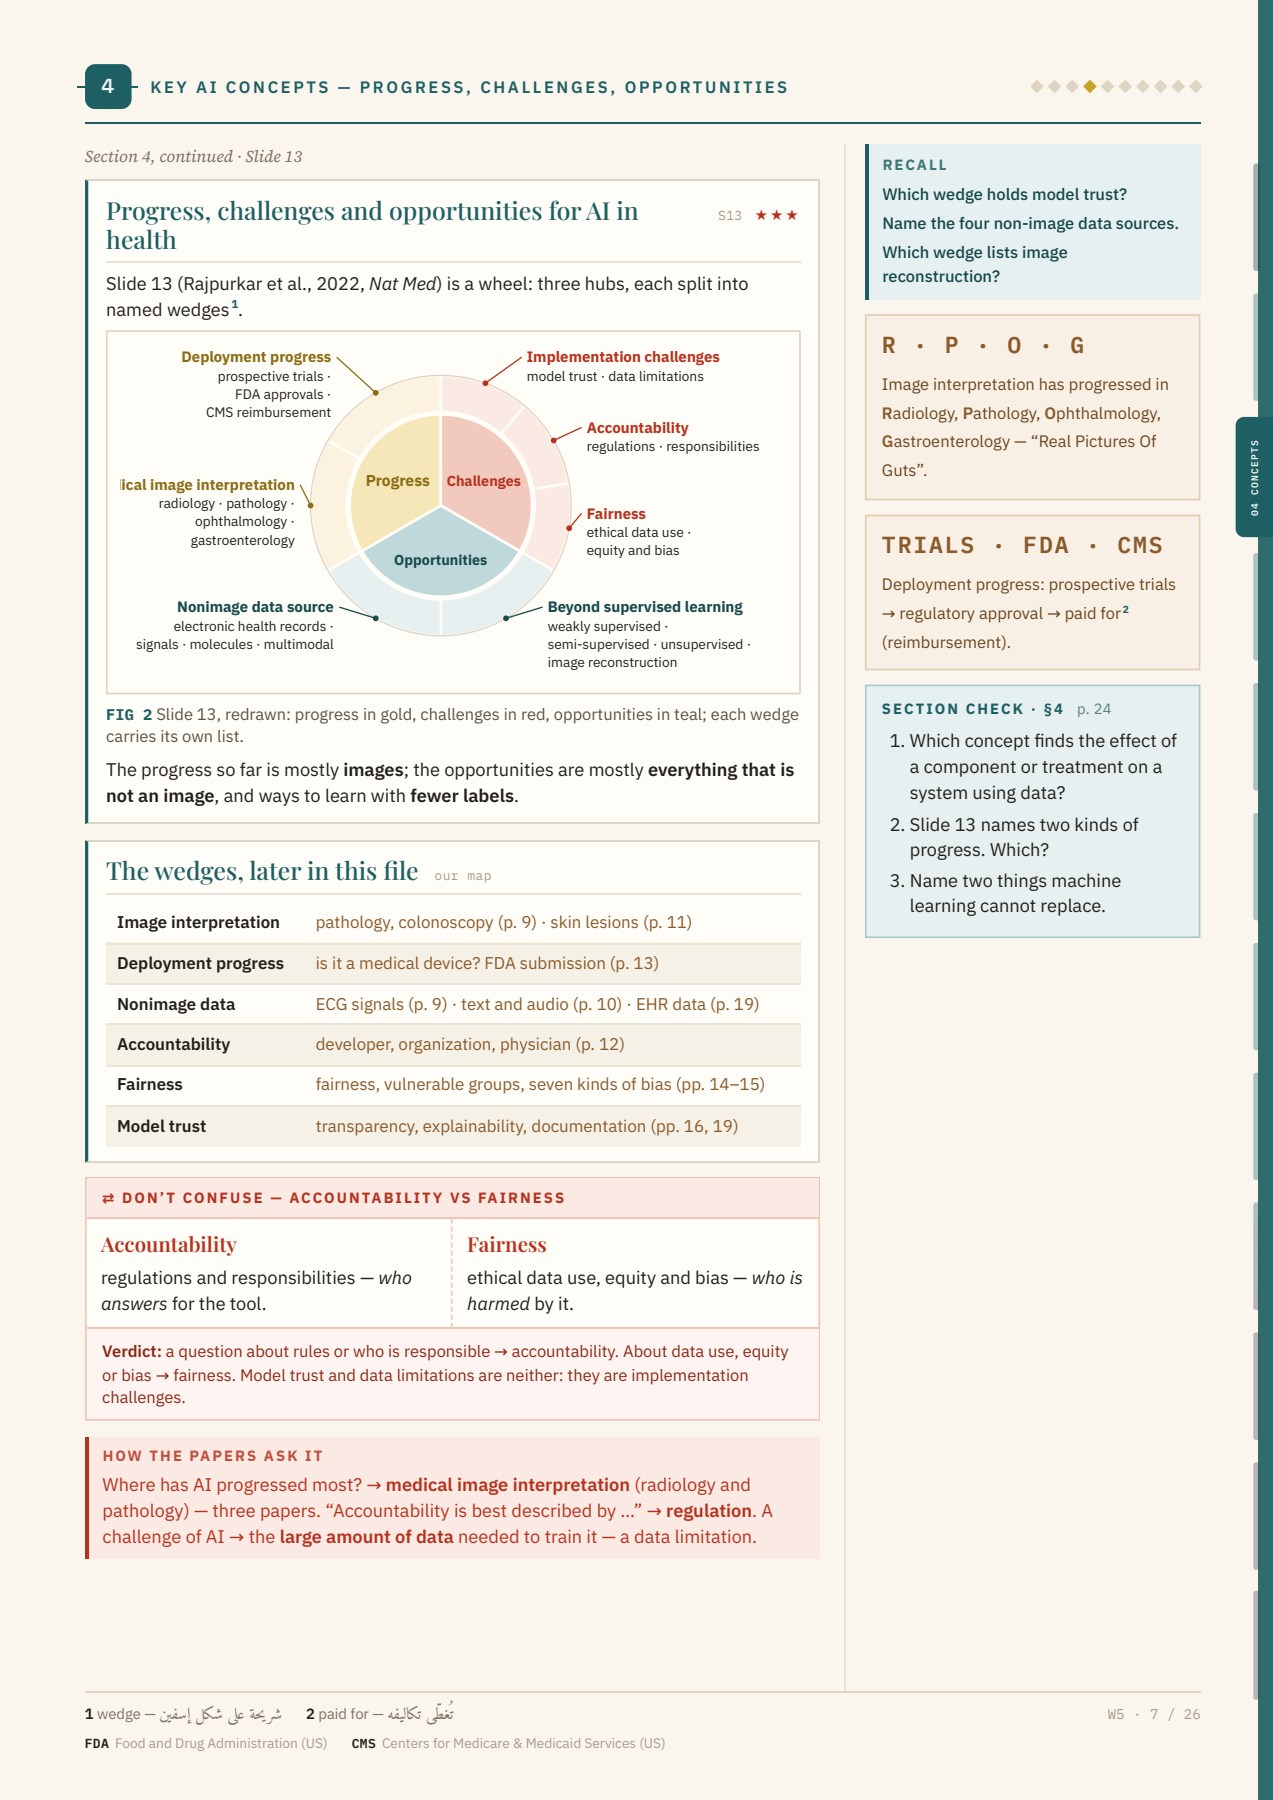 4 KEY AI CONCEPTS — PROGRESS, CHALLENGES, OPPORTUNITIES
Section 4, continued · Slide 13
Progress, challenges and opportunities for AI in
health
S13 ★★★
Slide 13 (Rajpurkar et al., 2022, Nat Med) is a wheel: three hubs, each split into
named wedges¹.
Deployment progress
prospective trials ·
FDA approvals ·
CMS reimbursement
ical image interpretation
radiology · pathology ·
ophthalmology ·
gastroenterology
Nonimage data source
electronic health records ·
signals · molecules · multimodal
Progress
Challenges
Opportunities
Implementation challenges
model trust · data limitations
Accountability
regulations · responsibilities
Fairness
ethical data use ·
equity and bias
Beyond supervised learning
weakly supervised ·
semi-supervised · unsupervised ·
image reconstruction
FIG 2 Slide 13, redrawn: progress in gold, challenges in red, opportunities in teal; each wedge
carries its own list.
The progress so far is mostly images; the opportunities are mostly everything that is
not an image, and ways to learn with fewer labels.
The wedges, later in this file our map
Image interpretation pathology, colonoscopy (p. 9) · skin lesions (p. 11)
Deployment progress is it a medical device? FDA submission (p. 13)
Nonimage data ECG signals (p. 9) · text and audio (p. 10) · EHR data (p. 19)
Accountability developer, organization, physician (p. 12)
Fairness fairness, vulnerable groups, seven kinds of bias (pp. 14–15)
Model trust transparency, explainability, documentation (pp. 16, 19)
⇄ DON’T CONFUSE — ACCOUNTABILITY VS FAIRNESS
Accountability
regulations and responsibilities — who
answers for the tool.
Fairness
ethical data use, equity and bias — who is
harmed by it.
Verdict: a question about rules or who is responsible → accountability. About data use, equity
or bias → fairness. Model trust and data limitations are neither: they are implementation
challenges.
HOW THE PAPERS ASK IT
Where has AI progressed most? → medical image interpretation (radiology and
pathology) — three papers. “Accountability is best described by …” → regulation. A
challenge of AI → the large amount of data needed to train it — a data limitation.
RECALL
Which wedge holds model trust?
Name the four non-image data sources.
Which wedge lists image
reconstruction?
R · P · O · G
Image interpretation has progressed in
Radiology, Pathology, Ophthalmology,
Gastroenterology — “Real Pictures Of
Guts”.
TRIALS · FDA · CMS
Deployment progress: prospective trials
→ regulatory approval → paid for²
(reimbursement).
SECTION CHECK · §4 p. 24
1. Which concept finds the effect of
a component or treatment on a
system using data?
2. Slide 13 names two kinds of
progress. Which?
3. Name two things machine
learning cannot replace.
04 CONCEPTS
1 wedge — شريحة على شكل إسفين 2 paid for — تُغطّى تكاليفه
W5 · 7 / 26
FDA Food and Drug Administration (US) CMS Centers for Medicare & Medicaid Services (US)